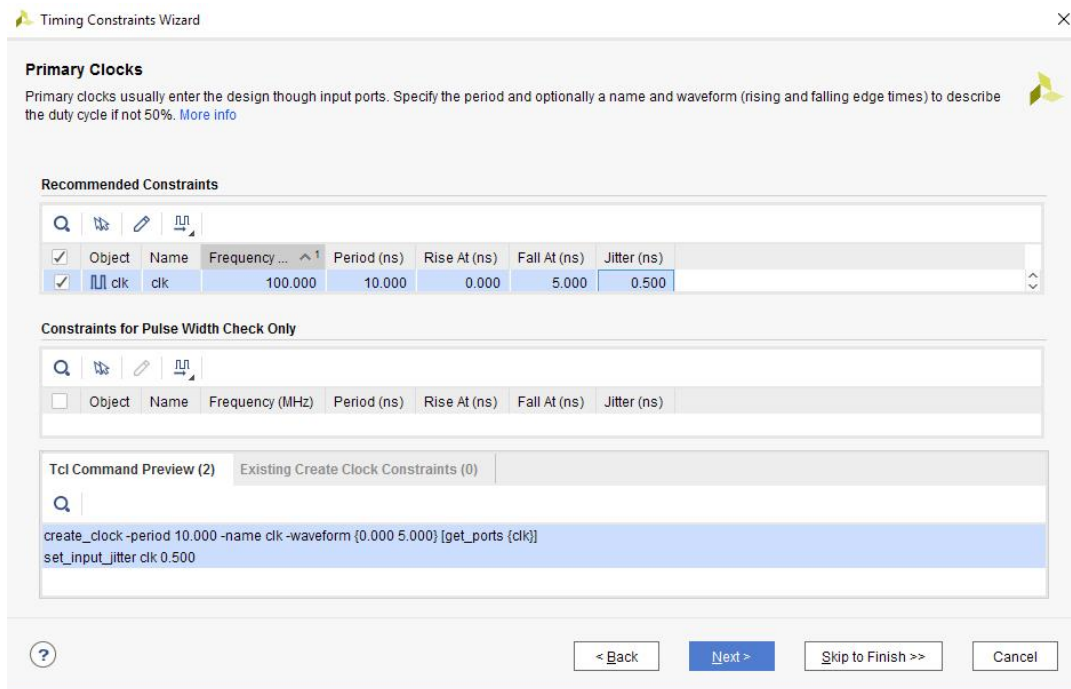 Timing Constraints Wizard
Primary Clocks
Primary clocks usually enter the design though input ports. Specify the period and optionally a name and waveform (rising and falling edge times) to describe
the duty cycle if not 50%. More info
Recommended Constraints
Object Name Frequency ... 1 Period (ns) Rise At (ns) Fall At (ns) Jitter (ns)
clk clk 100.000 10.000 0.000 5.000 0.500
Constraints for Pulse Width Check Only
Object Name Frequency (MHz) Period (ns) Rise At (ns) Fall At (ns) Jitter (ns)
Tcl Command Preview (2) Existing Create Clock Constraints (0)
create_clock -period 10.000 -name clk -waveform {0.000 5.000} [get_ports {clk}]
set_input_jitter clk 0.500
? < Back Next > Skip to Finish >> Cancel